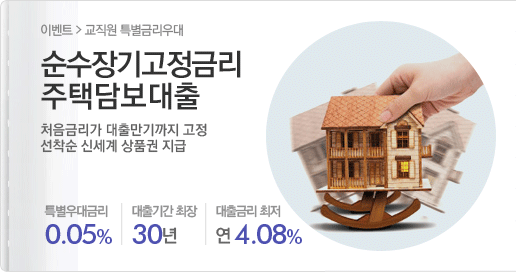 이벤트 > 교직원 특별금리우대
순수장기고정금리
주택담보대출
처음금리가 대출만기까지 고정
선착순 신세계 상품권 지급
특별우대금리 대출기간 최장 대출금리 최저
0.05% 30년 연 4.08%